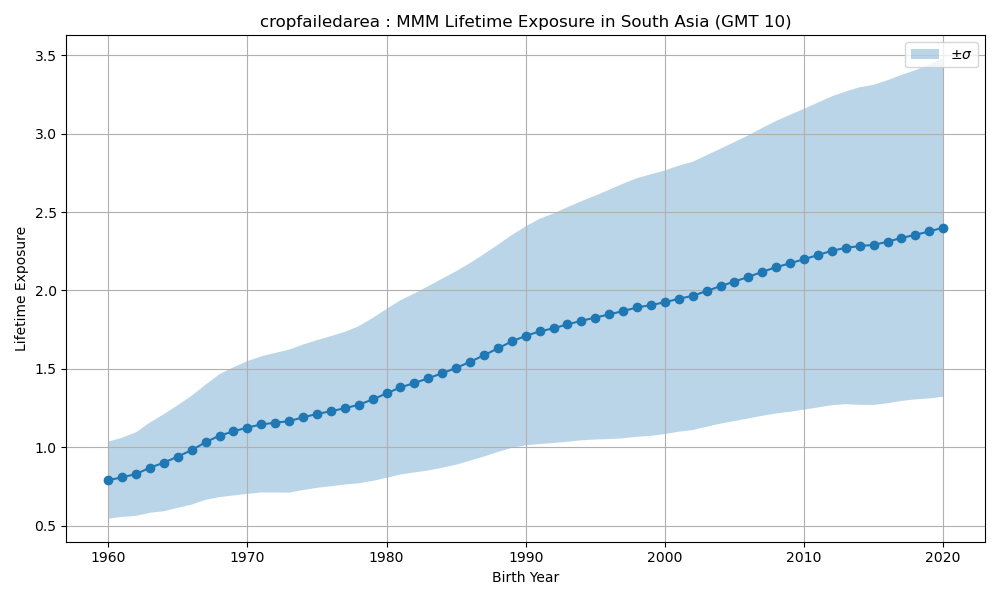 cropfailedarea : MMM Lifetime Exposure in South Asia (GMT 10)
±σ
3.5
3.0
2.5
2.0
1.5
1.0
0.5
Lifetime Exposure
1960 1970 1980 1990 2000 2010 2020
Birth Year